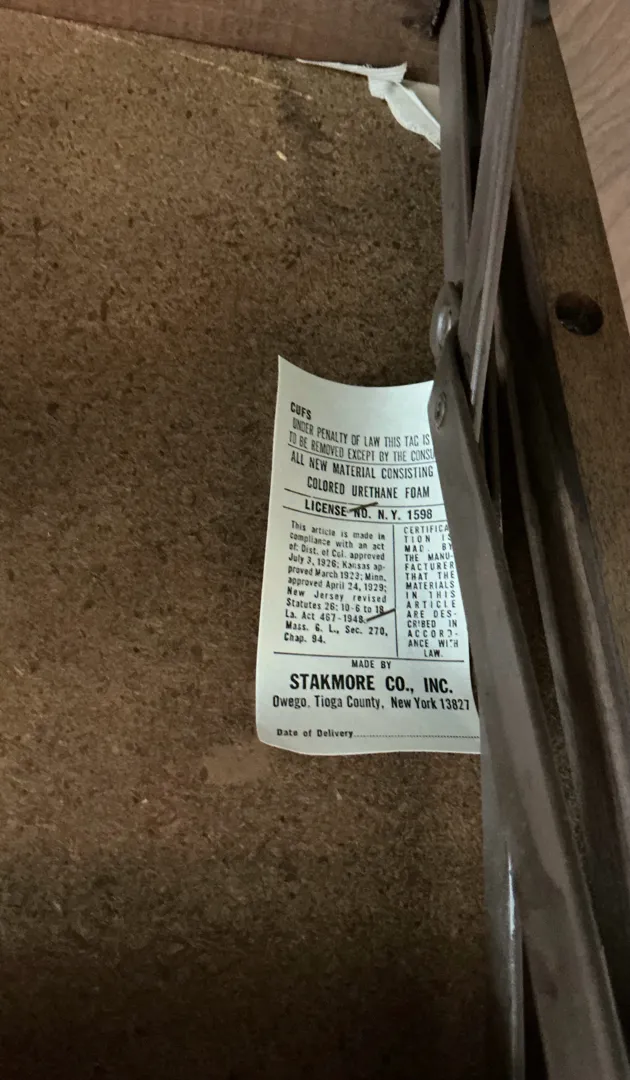 CUFS
UNDER PENALTY OF LAW THIS TAG IS
TO BE REMOVED EXCEPT BY THE CONSU
ALL NEW MATERIAL CONSISTING
COLORED URETHANE FOAM
LICENSE NO. N.Y. 1598
This article is made in
compliance with an act
of: Dist. of Col. approved
July 3, 1926; Kansas ap-
proved March 1923; Minn.
approved April 24, 1929;
New Jersey revised
Statutes 26: 10-6 to 18
La. Act 467-1948.
Mass. G. L., Sec. 270,
Chap. 94.
CERTIFICA
TION IS
MADE BY
THE MANU-
FACTURER
THAT THE
MATERIALS
IN THIS
ARTICLE
ARE DES-
CRIBED IN
ACCORD-
ANCE WITH
LAW.
MADE BY
STAKMORE CO., INC.
Owego, Tioga County, New York 13827
Date of Delivery